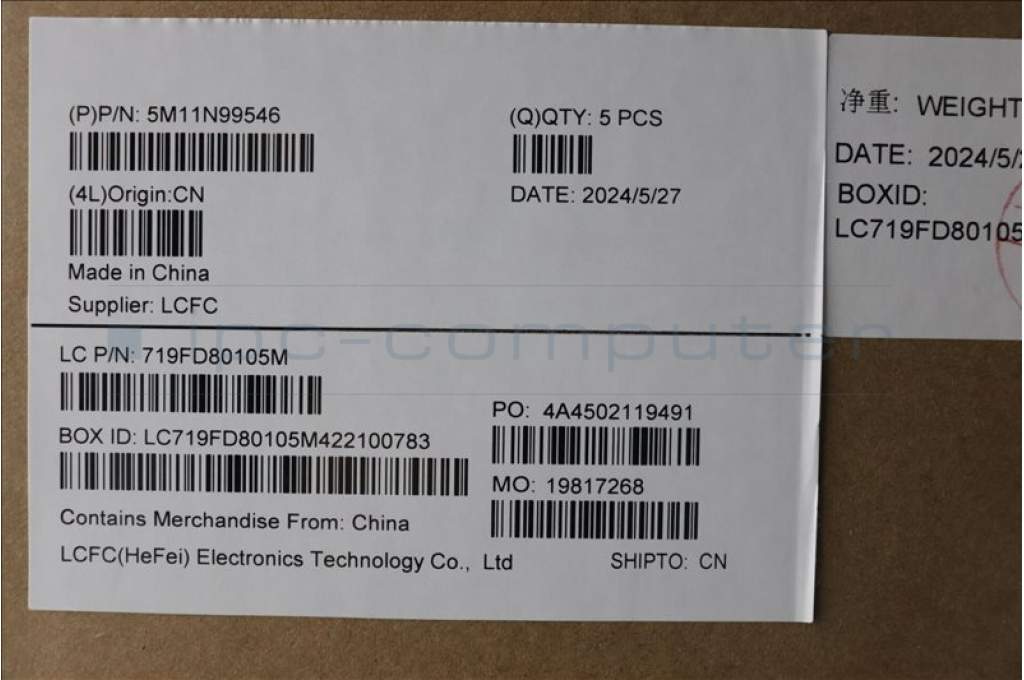 (P)P/N: 5M11N99546
(Q)QTY: 5 PCS
(4L)Origin:CN
DATE: 2024/5/27
Made in China
Supplier: LCFC
LC P/N: 719FD80105M
PO: 4A4502119491
BOX ID: LC719FD80105M422100783
MO: 19817268
Contains Merchandise From: China
LCFC(HeFei) Electronics Technology Co., Ltd
SHIPTO: CN
净重: WEIGHT
DATE: 2024/5/
BOXID:
LC719FD80105
ipc-computer